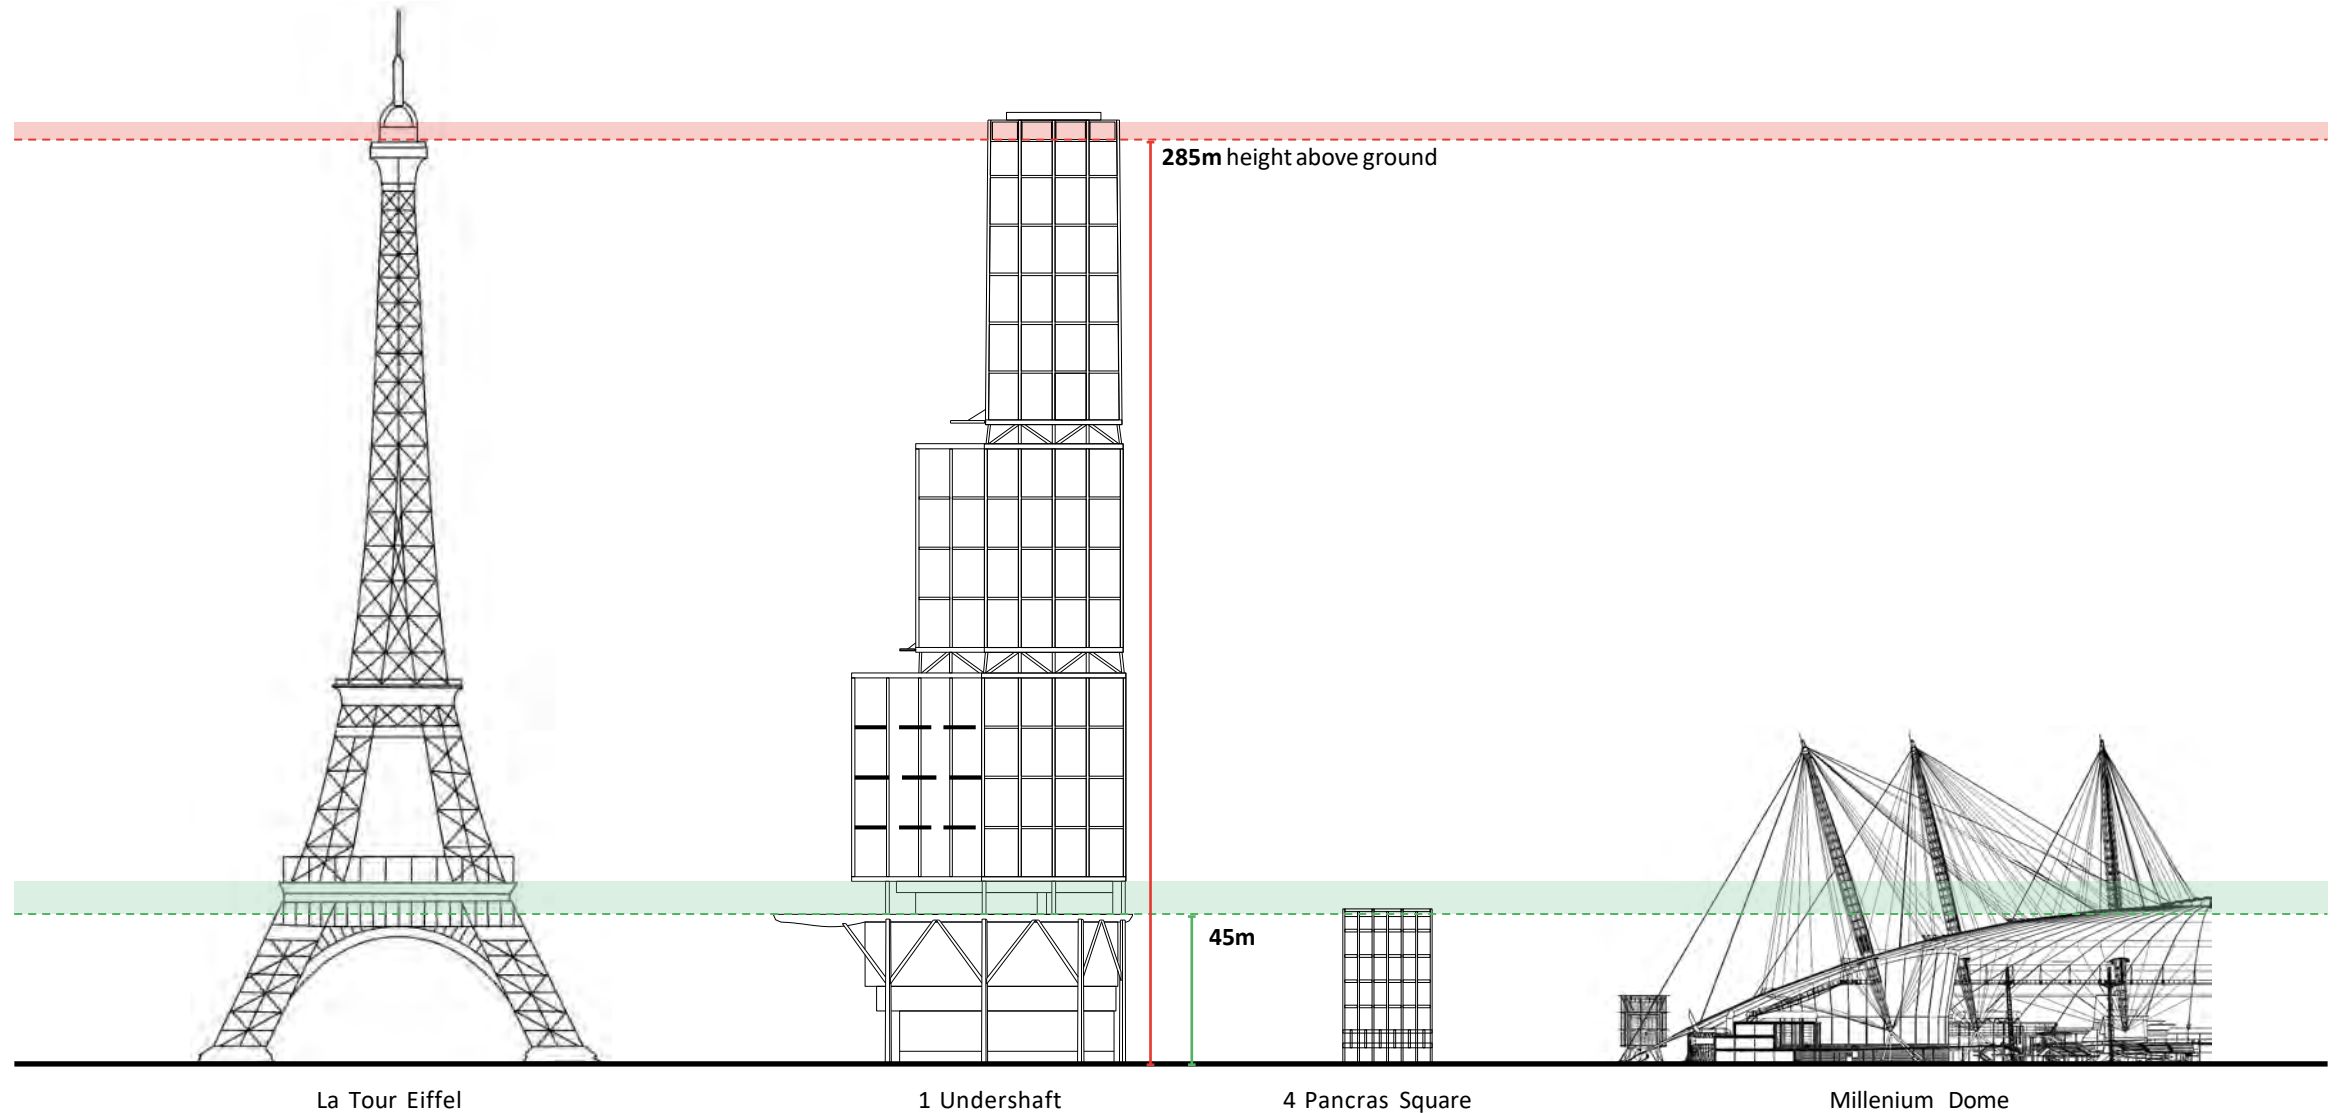 285m height above ground
45m
La Tour Eiffel
1 Undershaft
4 Pancras Square
Millenium Dome